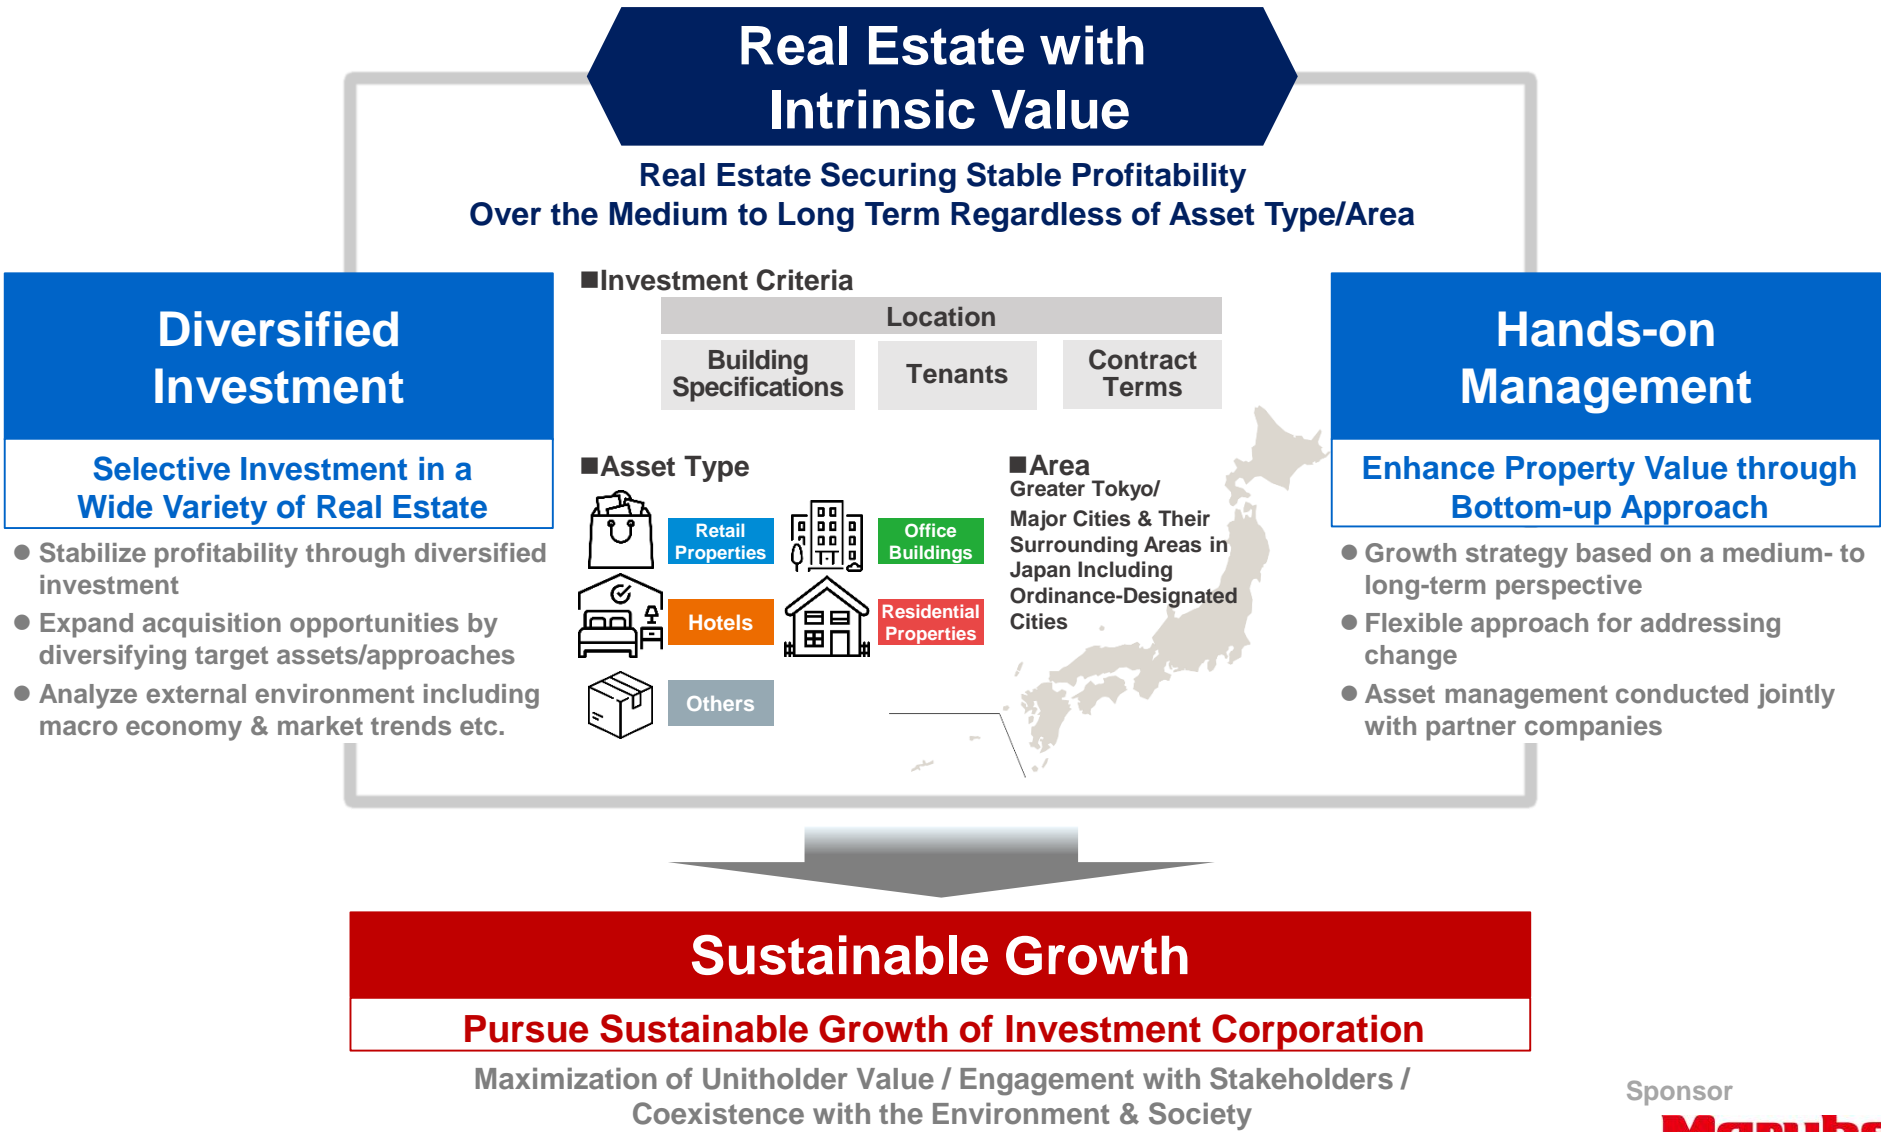 Real Estate with
Intrinsic Value
Real Estate Securing Stable Profitability
Over the Medium to Long Term Regardless of Asset Type/Area
Diversified
Investment
Selective Investment in a
Wide Variety of Real Estate
● Stabilize profitability through diversified
investment
● Expand acquisition opportunities by
diversifying target assets/approaches
● Analyze external environment including
macro economy & market trends etc.
■Investment Criteria
Location
Building
Specifications
Tenants
Contract
Terms
■Asset Type
Retail
Properties
Office
Buildings
Hotels
Residential
Properties
Others
■Area
Greater Tokyo/
Major Cities & Their
Surrounding Areas in
Japan Including
Ordinance-Designated
Cities
Hands-on
Management
Enhance Property Value through
Bottom-up Approach
● Growth strategy based on a medium- to
long-term perspective
● Flexible approach for addressing
change
● Asset management conducted jointly
with partner companies
Sustainable Growth
Pursue Sustainable Growth of Investment Corporation
Maximization of Unitholder Value / Engagement with Stakeholders /
Coexistence with the Environment & Society
Sponsor